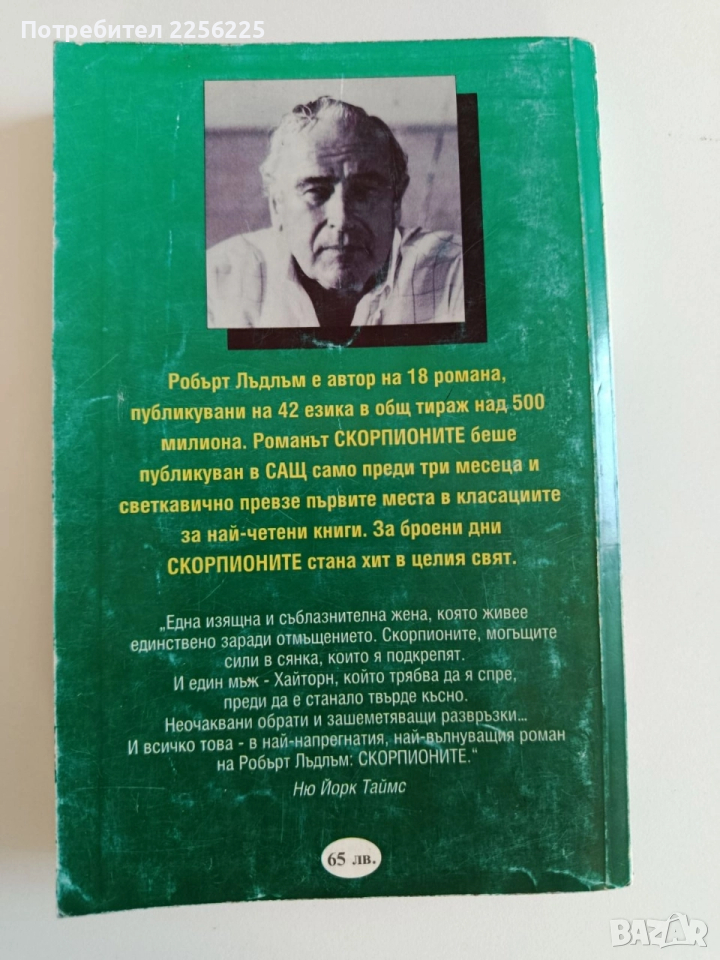 Потребител 2256225
Робърт Лъдлъм е автор на 18 романа,
публикувани на 42 езика в общ тираж над 500
милиона. Романът СКОРПИОНИТЕ беше
публикуван в САЩ само преди три месеца и
светкавично превзе първите места в класациите
за най-четени книги. За броени дни
СКОРПИОНИТЕ стана хит в целия свят.
„Една изящна и съблазнителна жена, която живее
единствено заради отмъщението. Скорпионите, могъщите
сили в сянка, които я подкрепят.
И един мъж - Хайторн, който трябва да я спре,
преди да е станало твърде късно.
Неочаквани обрати и зашеметяващи развръзки...
И всичко това - в най-напрегнатия, най-вълнуващия роман
на Робърт Лъдлъм: СКОРПИОНИТЕ.“
Ню Йорк Таймс
65 лв.
BAZAR